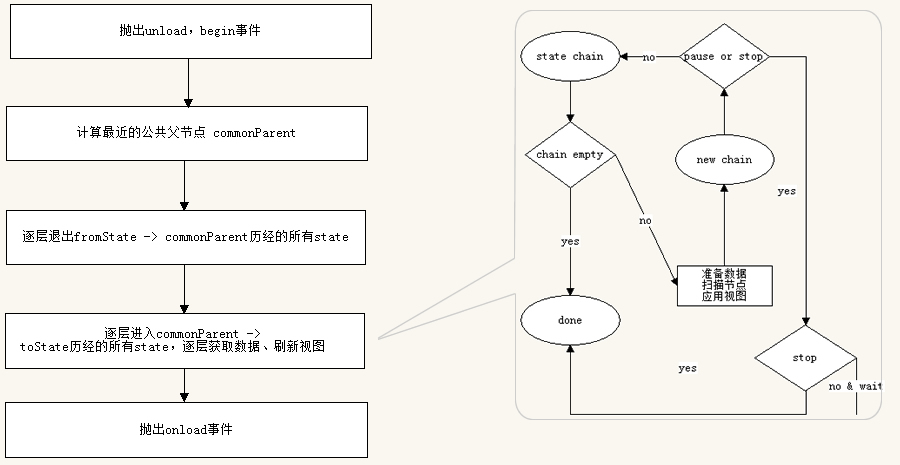 抛出unload，begin事件
计算最近的公共父节点 commonParent
逐层退出fromState -> commonParent历经的所有state
逐层进入commonParent ->
toState历经的所有state，逐层获取数据、刷新视图
抛出onload事件
state chain
no
pause or stop
chain empty
new chain
yes
no
yes
准备数据
扫描节点
应用视图
done
stop
yes
no & wait